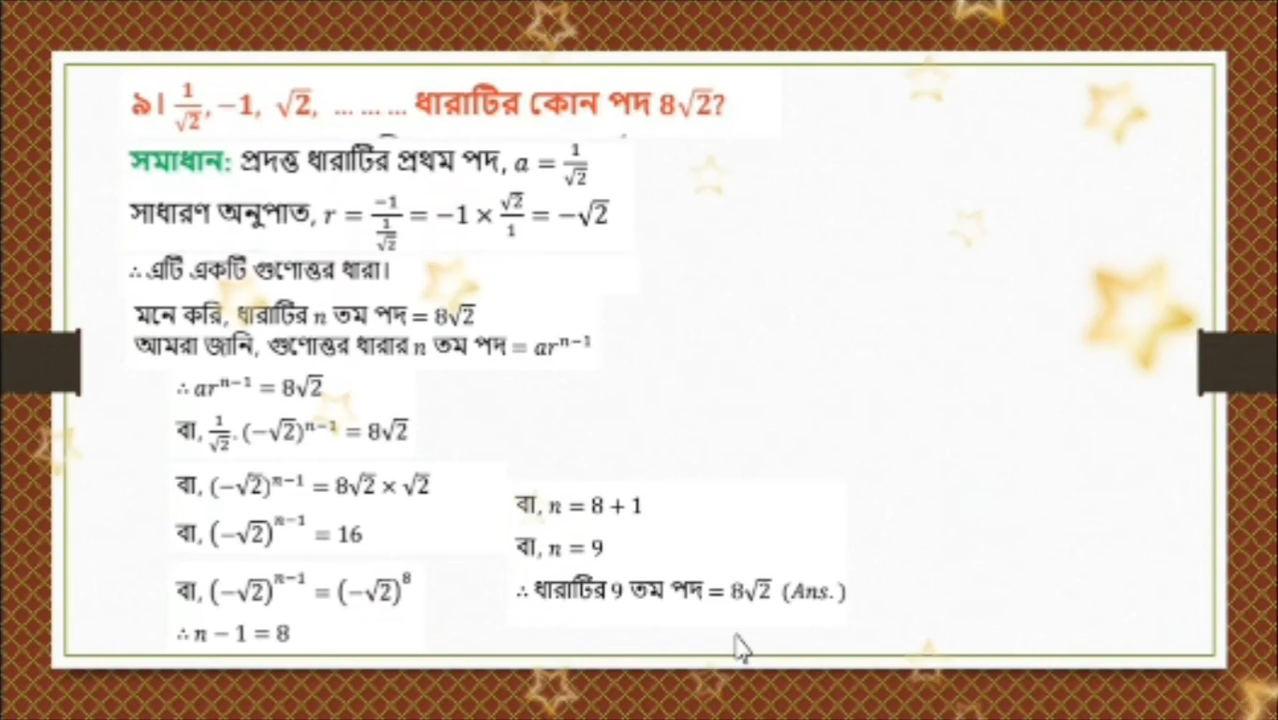 ৯। 1/√2, −1, √2, … … … ধারাটির কোন পদ 8√2?
সমাধান: প্রদত্ত ধারাটির প্রথম পদ, a = 1/√2
সাধারণ অনুপাত, r = −1/(1/√2) = −1 × √2/1 = −√2
∴ এটি একটি গুণোত্তর ধারা।
মনে করি, ধারাটির n তম পদ = 8√2
আমরা জানি, গুণোত্তর ধারার n তম পদ = arⁿ⁻¹
∴ arⁿ⁻¹ = 8√2
বা, 1/√2 . (−√2)ⁿ⁻¹ = 8√2
বা, (−√2)ⁿ⁻¹ = 8√2 × √2
বা, (−√2)ⁿ⁻¹ = 16
বা, (−√2)ⁿ⁻¹ = (−√2)⁸
∴ n − 1 = 8
বা, n = 8 + 1
বা, n = 9
∴ ধারাটির 9 তম পদ = 8√2 (Ans.)